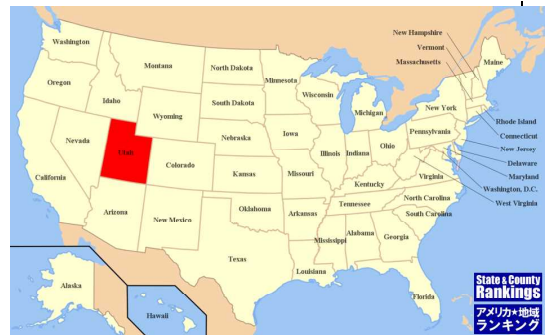 New Hampshire
Vermont
Massachusetts
Washington
Montana
North Dakota
Minnesota
Maine
Oregon
Idaho
Wyoming
South Dakota
Wisconsin
Michigan
New York
Rhode Island
Connecticut
New Jersey
Delaware
Maryland
Washington, D.C.
West Virginia
Nevada
Utah
Colorado
Nebraska
Iowa
Illinois
Indiana
Ohio
Pennsylvania
California
Kansas
Missouri
Kentucky
Virginia
Arizona
New Mexico
Oklahoma
Arkansas
Tennessee
North Carolina
South Carolina
Texas
Louisiana
Mississippi
Alabama
Georgia
Florida
Alaska
Hawaii
State & County
Rankings
アメリカ★地域
ランキング